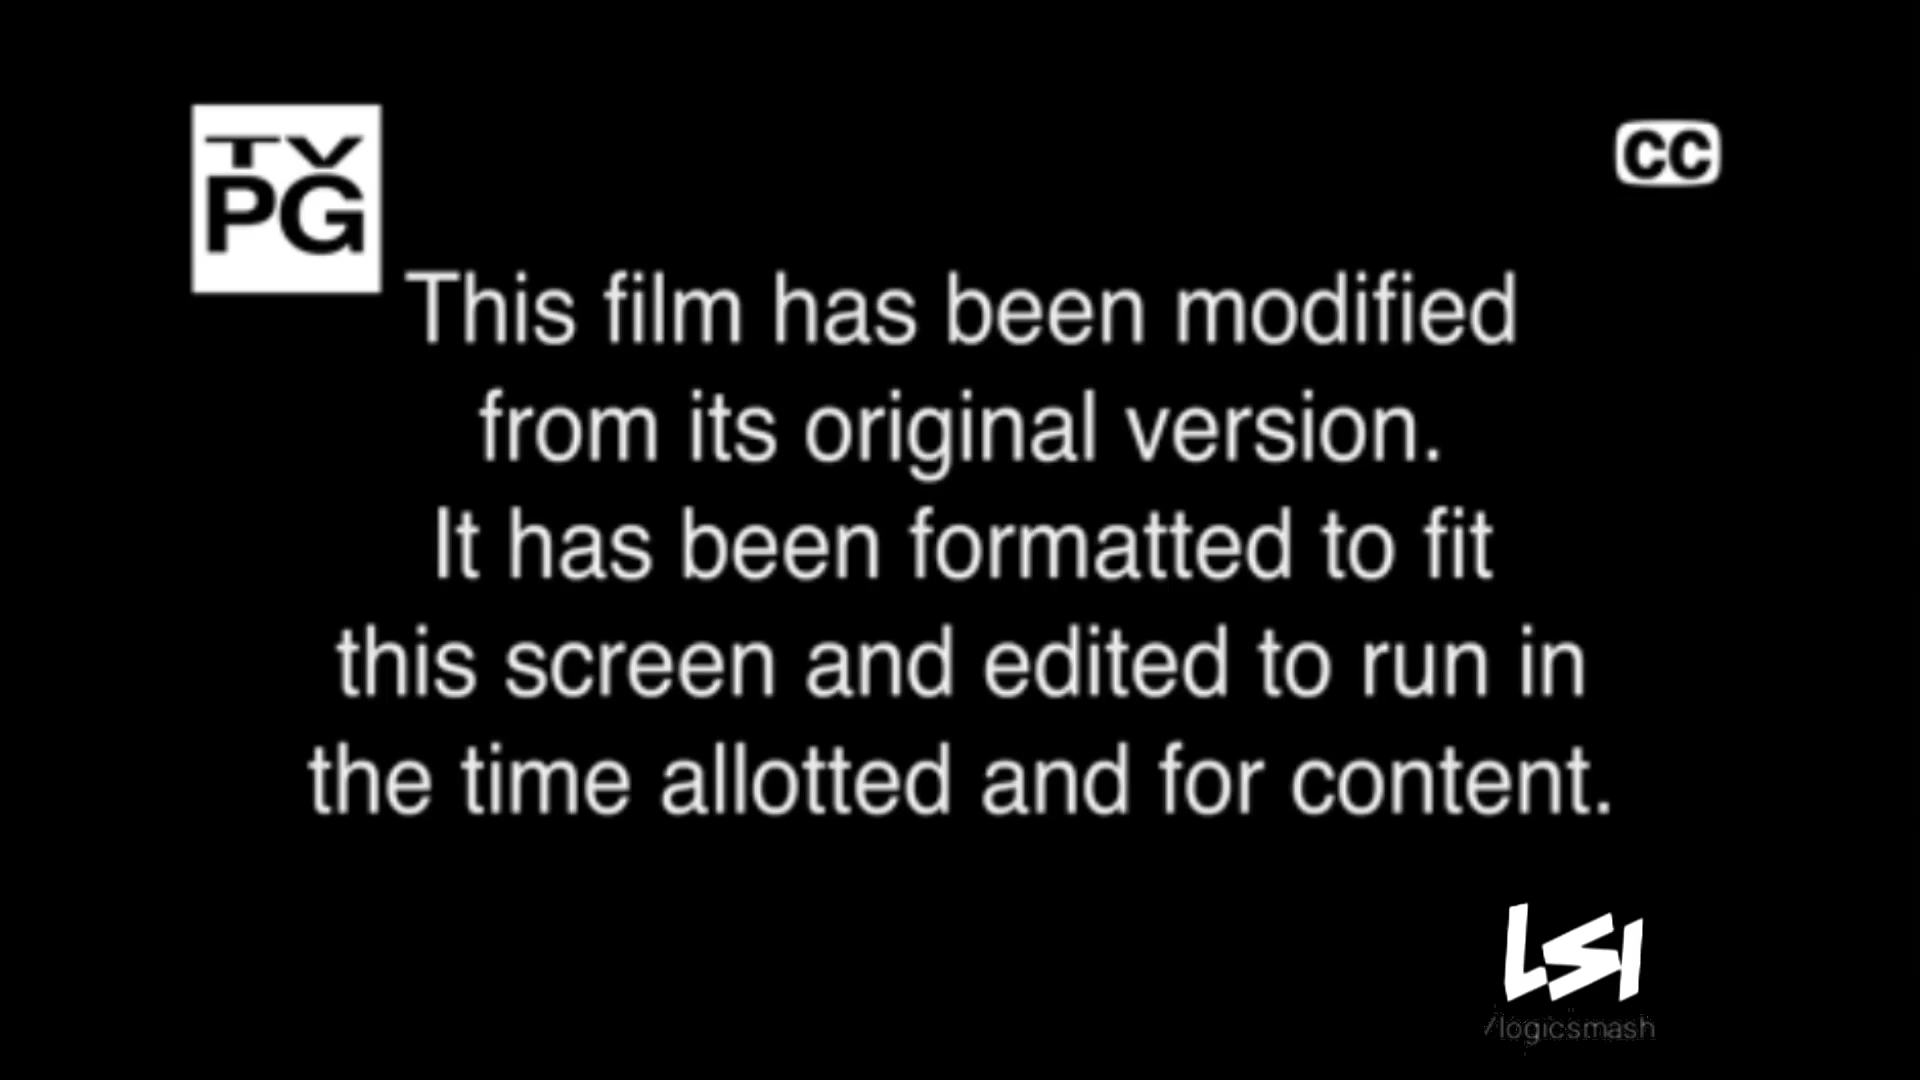 TV
PG
CC
This film has been modified
from its original version.
It has been formatted to fit
this screen and edited to run in
the time allotted and for content.
LSI
/logicsmash